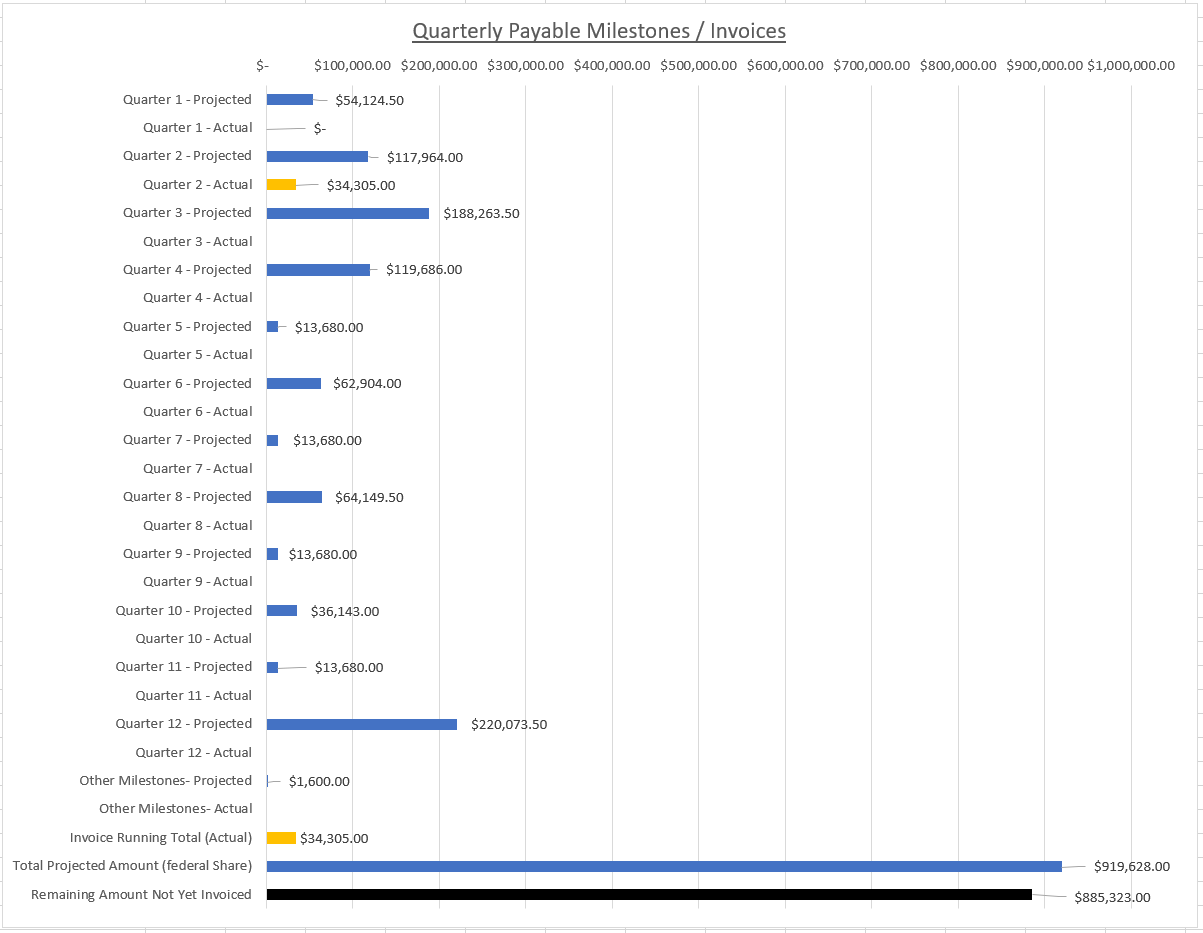 Quarterly Payable Milestones / Invoices
$- $100,000.00 $200,000.00 $300,000.00 $400,000.00 $500,000.00 $600,000.00 $700,000.00 $800,000.00 $900,000.00 $1,000,000.00
Quarter 1 - Projected $54,124.50
Quarter 1 - Actual $-
Quarter 2 - Projected $117,964.00
Quarter 2 - Actual $34,305.00
Quarter 3 - Projected $188,263.50
Quarter 3 - Actual
Quarter 4 - Projected $119,686.00
Quarter 4 - Actual
Quarter 5 - Projected $13,680.00
Quarter 5 - Actual
Quarter 6 - Projected $62,904.00
Quarter 6 - Actual
Quarter 7 - Projected $13,680.00
Quarter 7 - Actual
Quarter 8 - Projected $64,149.50
Quarter 8 - Actual
Quarter 9 - Projected $13,680.00
Quarter 9 - Actual
Quarter 10 - Projected $36,143.00
Quarter 10 - Actual
Quarter 11 - Projected $13,680.00
Quarter 11 - Actual
Quarter 12 - Projected $220,073.50
Quarter 12 - Actual
Other Milestones- Projected $1,600.00
Other Milestones- Actual
Invoice Running Total (Actual) $34,305.00
Total Projected Amount (federal Share) $919,628.00
Remaining Amount Not Yet Invoiced $885,323.00